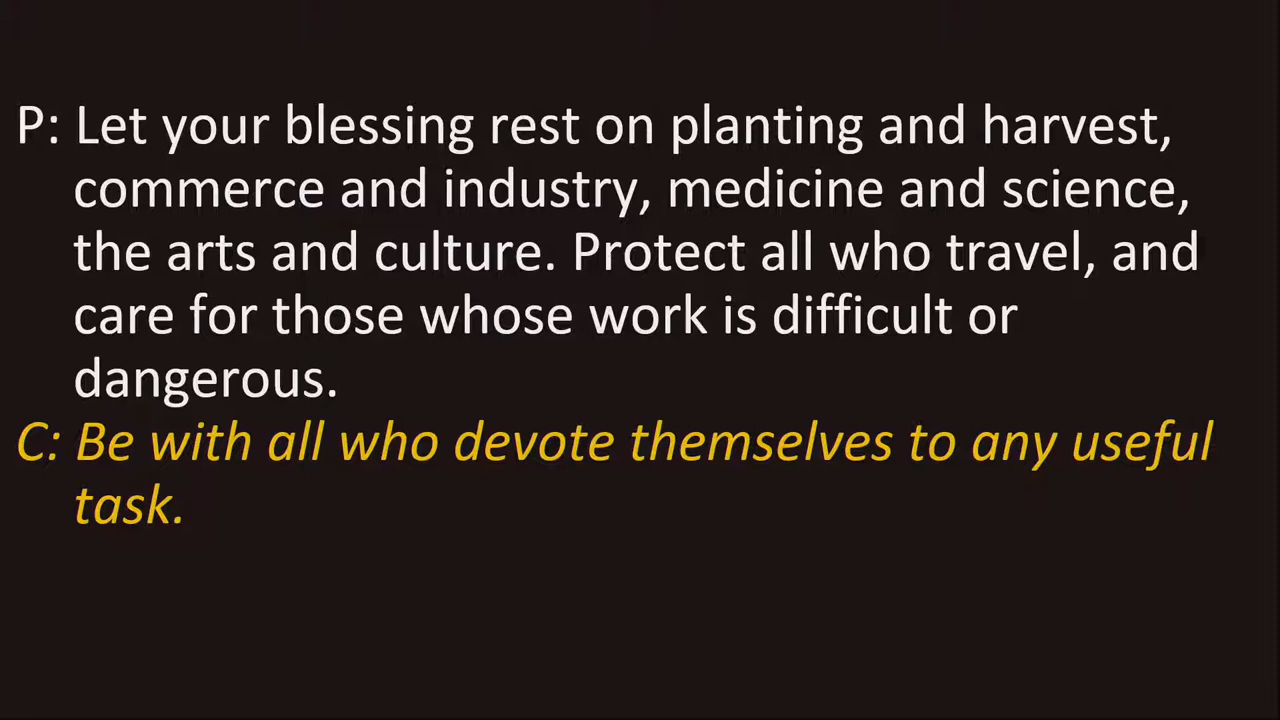 P: Let your blessing rest on planting and harvest,
commerce and industry, medicine and science,
the arts and culture. Protect all who travel, and
care for those whose work is difficult or
dangerous.
C: Be with all who devote themselves to any useful
task.